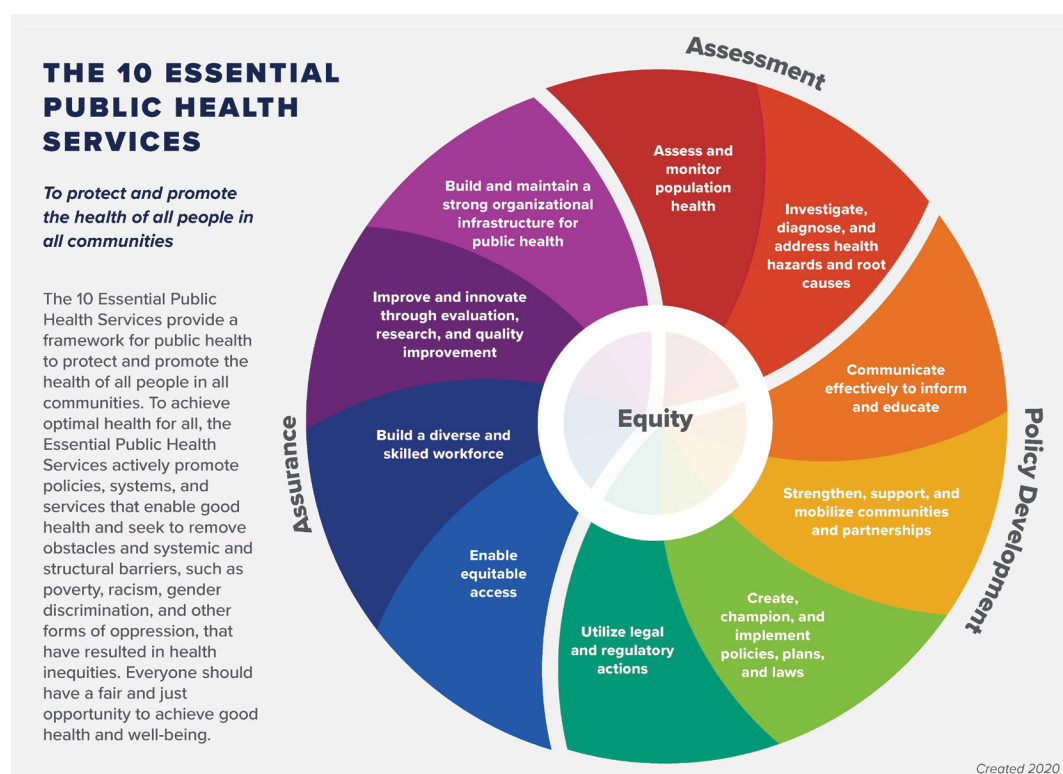 THE 10 ESSENTIAL
PUBLIC HEALTH
SERVICES
To protect and promote
the health of all people in
all communities
The 10 Essential Public
Health Services provide a
framework for public health
to protect and promote the
health of all people in all
communities. To achieve
optimal health for all, the
Essential Public Health
Services actively promote
policies, systems, and
services that enable good
health and seek to remove
obstacles and systemic and
structural barriers, such as
poverty, racism, gender
discrimination, and other
forms of oppression, that
have resulted in health
inequities. Everyone should
have a fair and just
opportunity to achieve good
health and well-being.
Assessment
Assess and
monitor
population
health
Investigate,
diagnose, and
address health
hazards and root
causes
Policy Development
Communicate
effectively to inform
and educate
Strengthen, support, and
mobilize communities
and partnerships
Create,
champion, and
implement
policies, plans,
and laws
Utilize legal
and regulatory
actions
Assurance
Enable
equitable
access
Build a diverse and
skilled workforce
Improve and innovate
through evaluation,
research, and quality
improvement
Build and maintain a
strong organizational
infrastructure for
public health
Equity
Created 2020